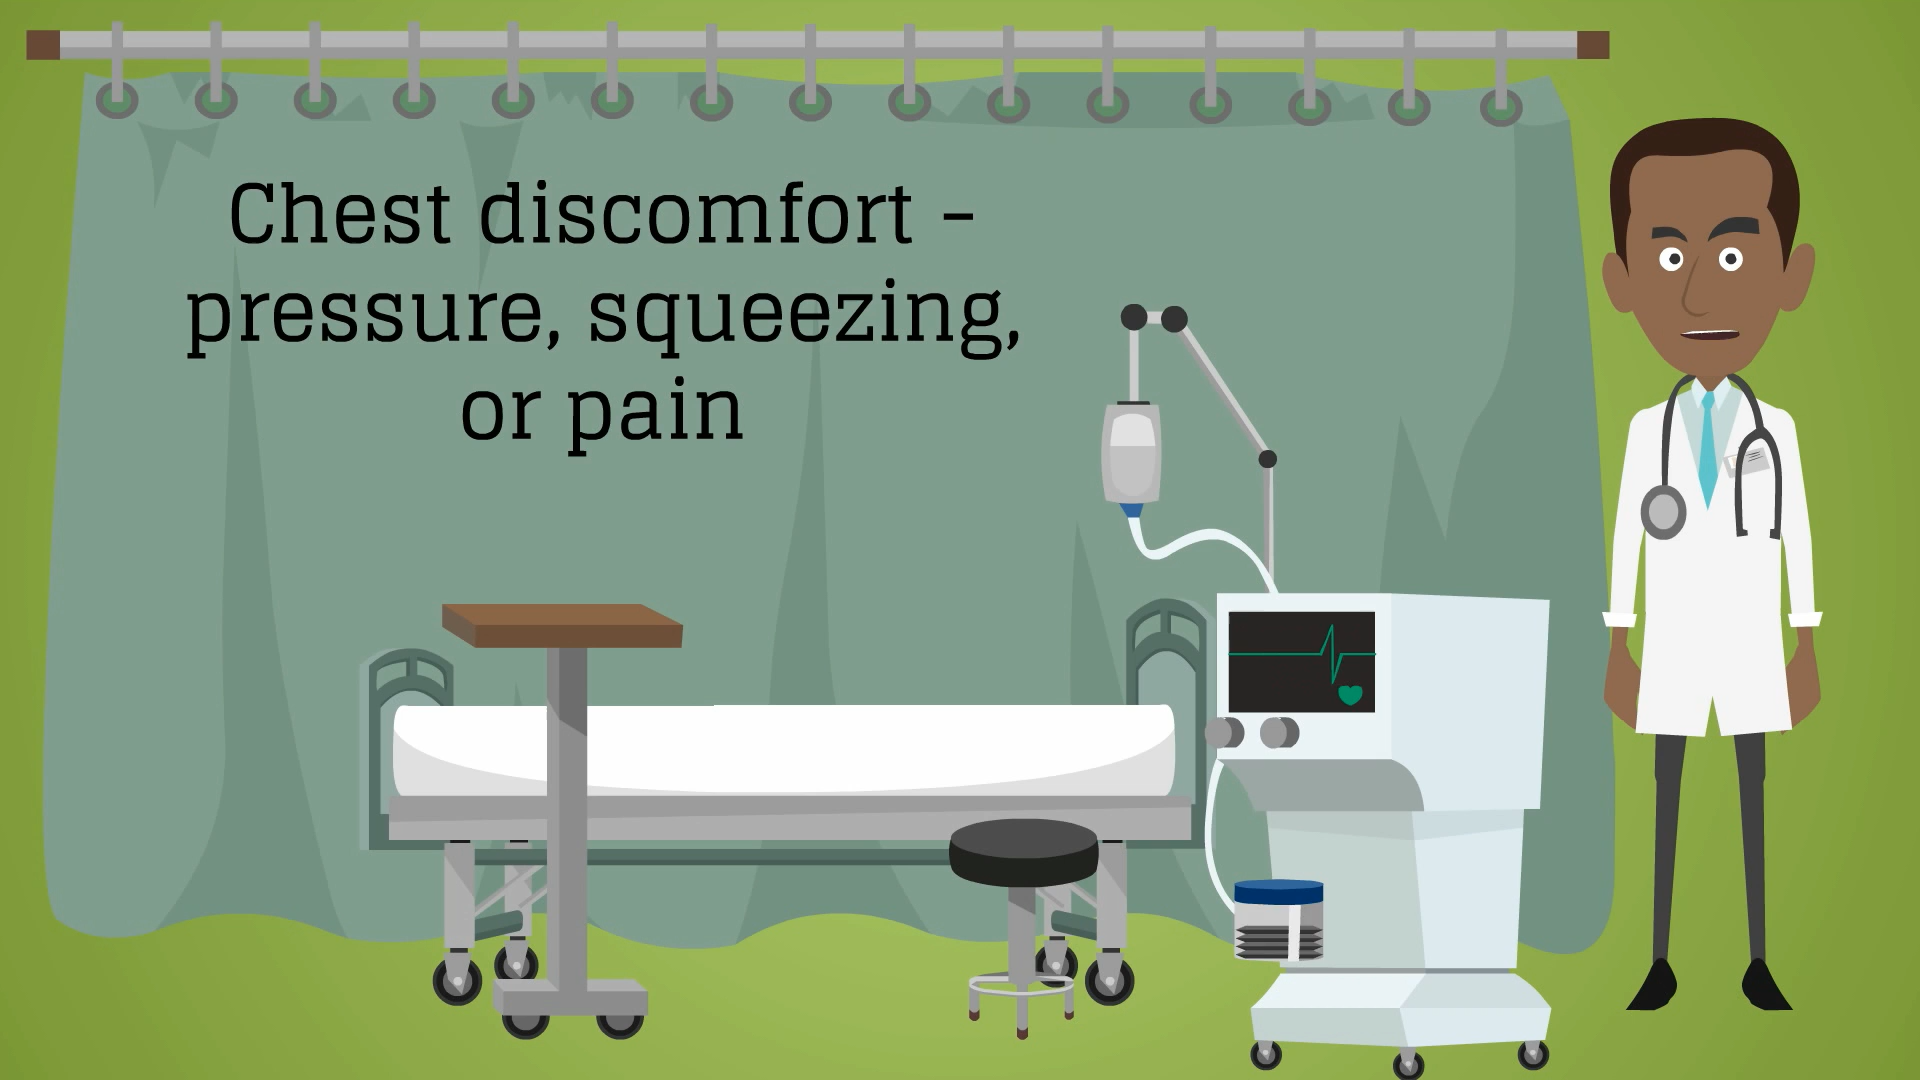 Chest discomfort –
pressure, squeezing,
or pain